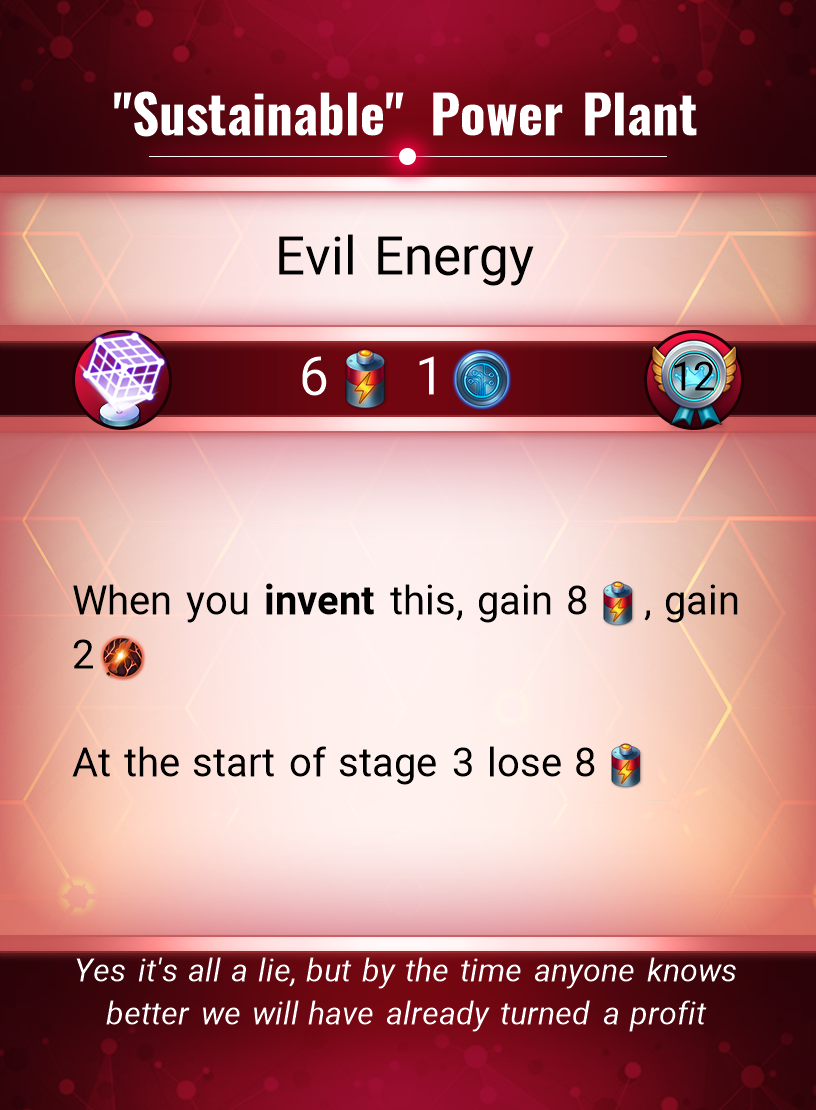 "Sustainable" Power Plant
Evil Energy
6 1 12
When you invent this, gain 8 , gain
2
At the start of stage 3 lose 8
Yes it's all a lie, but by the time anyone knows
better we will have already turned a profit